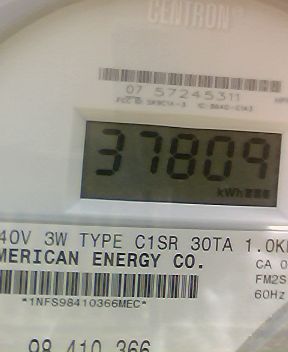 CENTRON
07 57245311
37809
kWh
40V 3W TYPE C1SR 30TA 1.0K
MERICAN ENERGY CO.
CA 0
FM2S
60Hz
*1NFS98410366MEC*
98 410 366